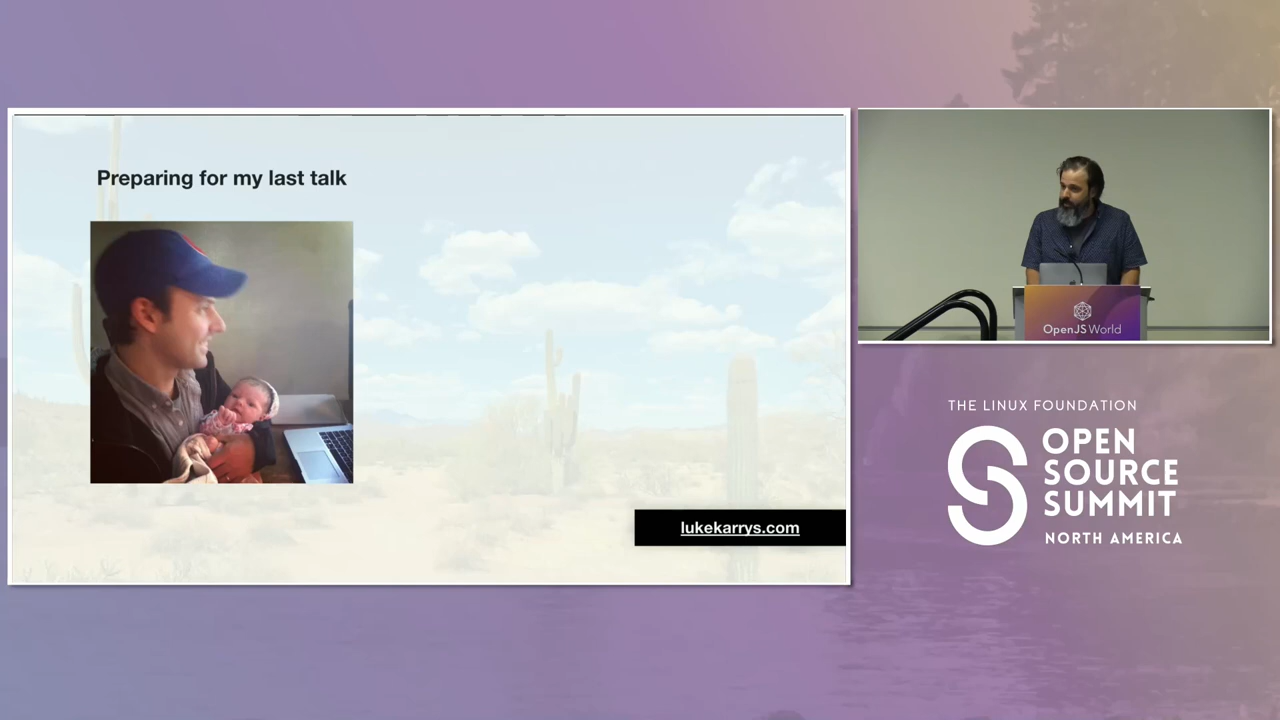 Preparing for my last talk
lukekarrys.com
OpenJS World
THE LINUX FOUNDATION
OPEN
SOURCE
SUMMIT
NORTH AMERICA